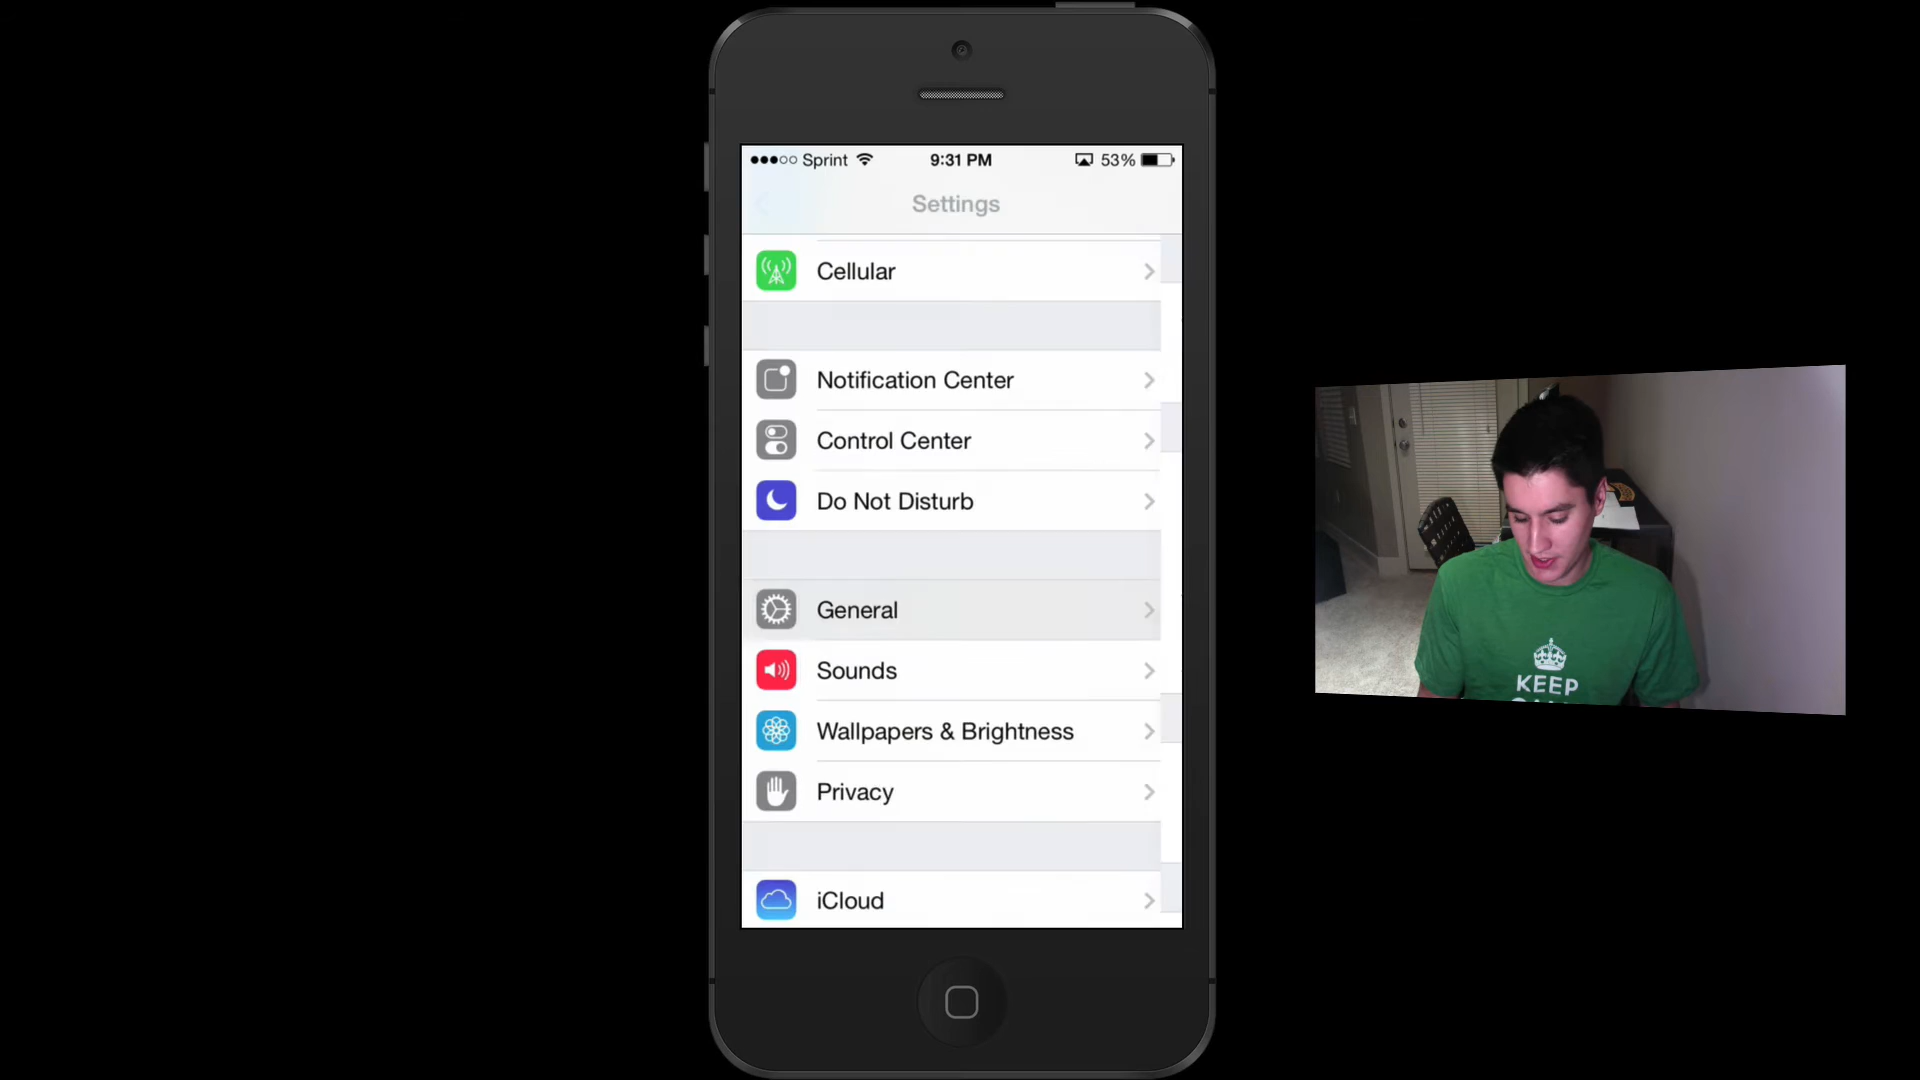 Sprint 9:31 PM 53%
Settings
Cellular
Notification Center
Control Center
Do Not Disturb
General
Sounds
Wallpapers & Brightness
Privacy
iCloud
KEEP